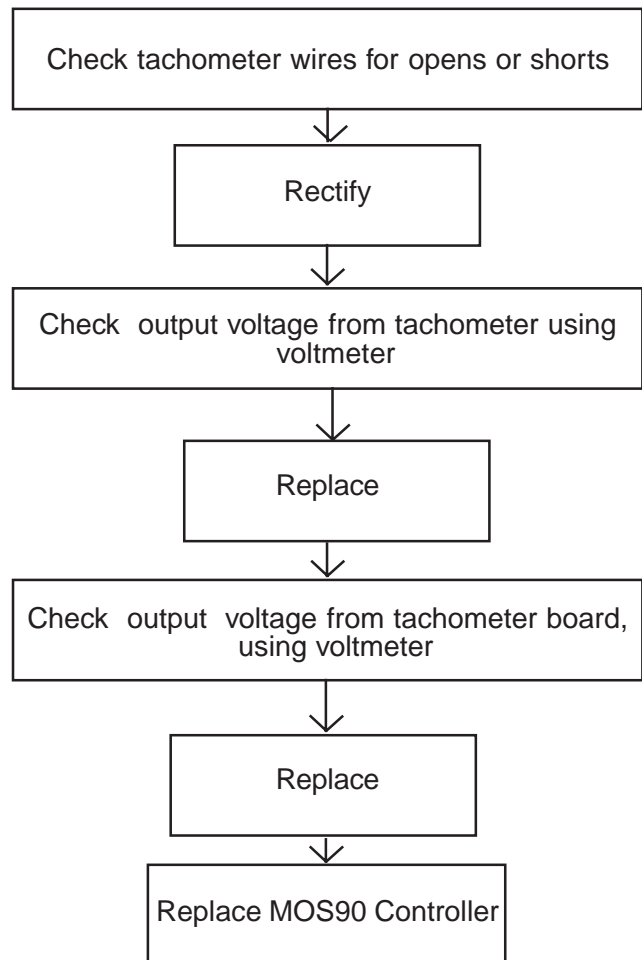 Check tachometer wires for opens or shorts
Rectify
Check output voltage from tachometer using
voltmeter
Replace
Check output voltage from tachometer board,
using voltmeter
Replace
Replace MOS90 Controller